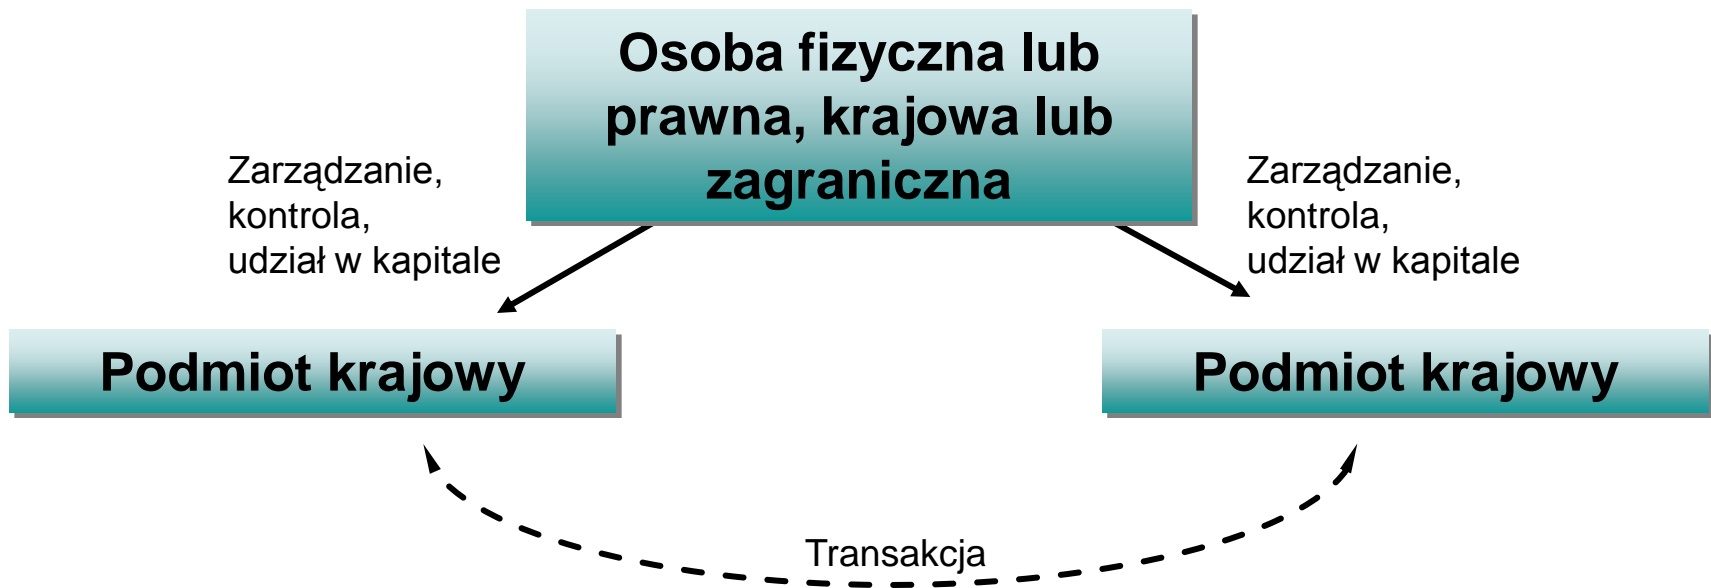 Osoba fizyczna lub
prawna, krajowa lub
zagraniczna
Zarządzanie,
kontrola,
udział w kapitale
Zarządzanie,
kontrola,
udział w kapitale
Podmiot krajowy
Podmiot krajowy
Transakcja